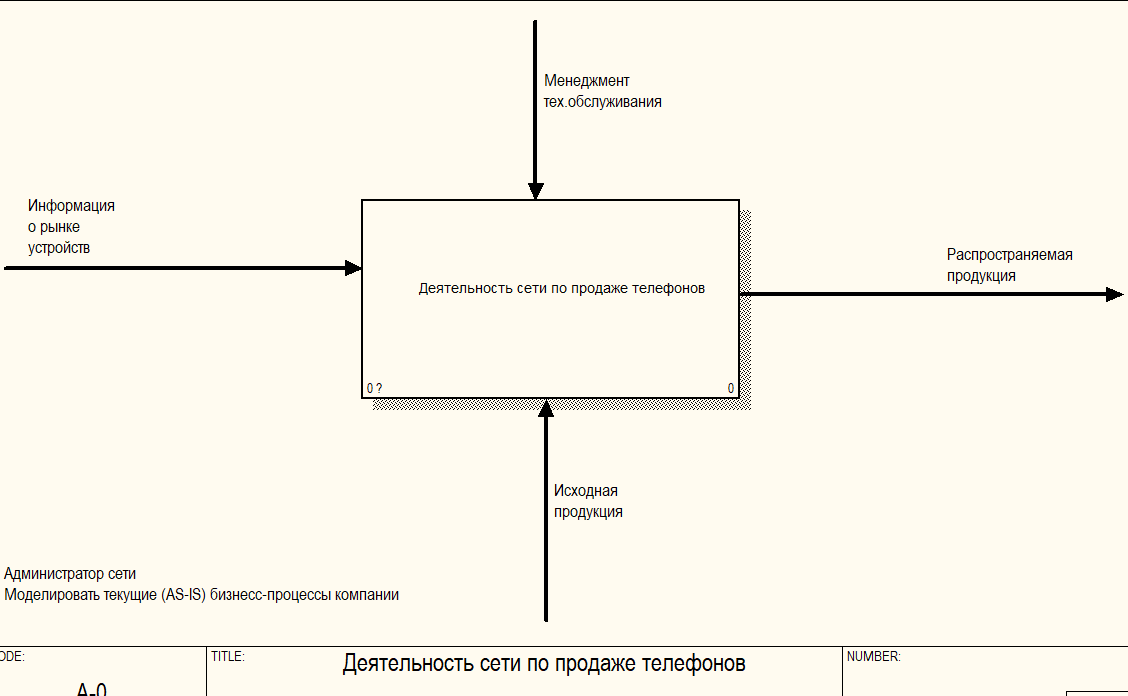 Менеджмент
тех.обслуживания
Информация
о рынке
устройств
Распространяемая
продукция
Деятельность сети по продаже телефонов
0 ?
0
Исходная
продукция
Администратор сети
Моделировать текущие (AS-IS) бизнесс-процессы компании
ODE:
TITLE:
Деятельность сети по продаже телефонов
NUMBER:
A-0